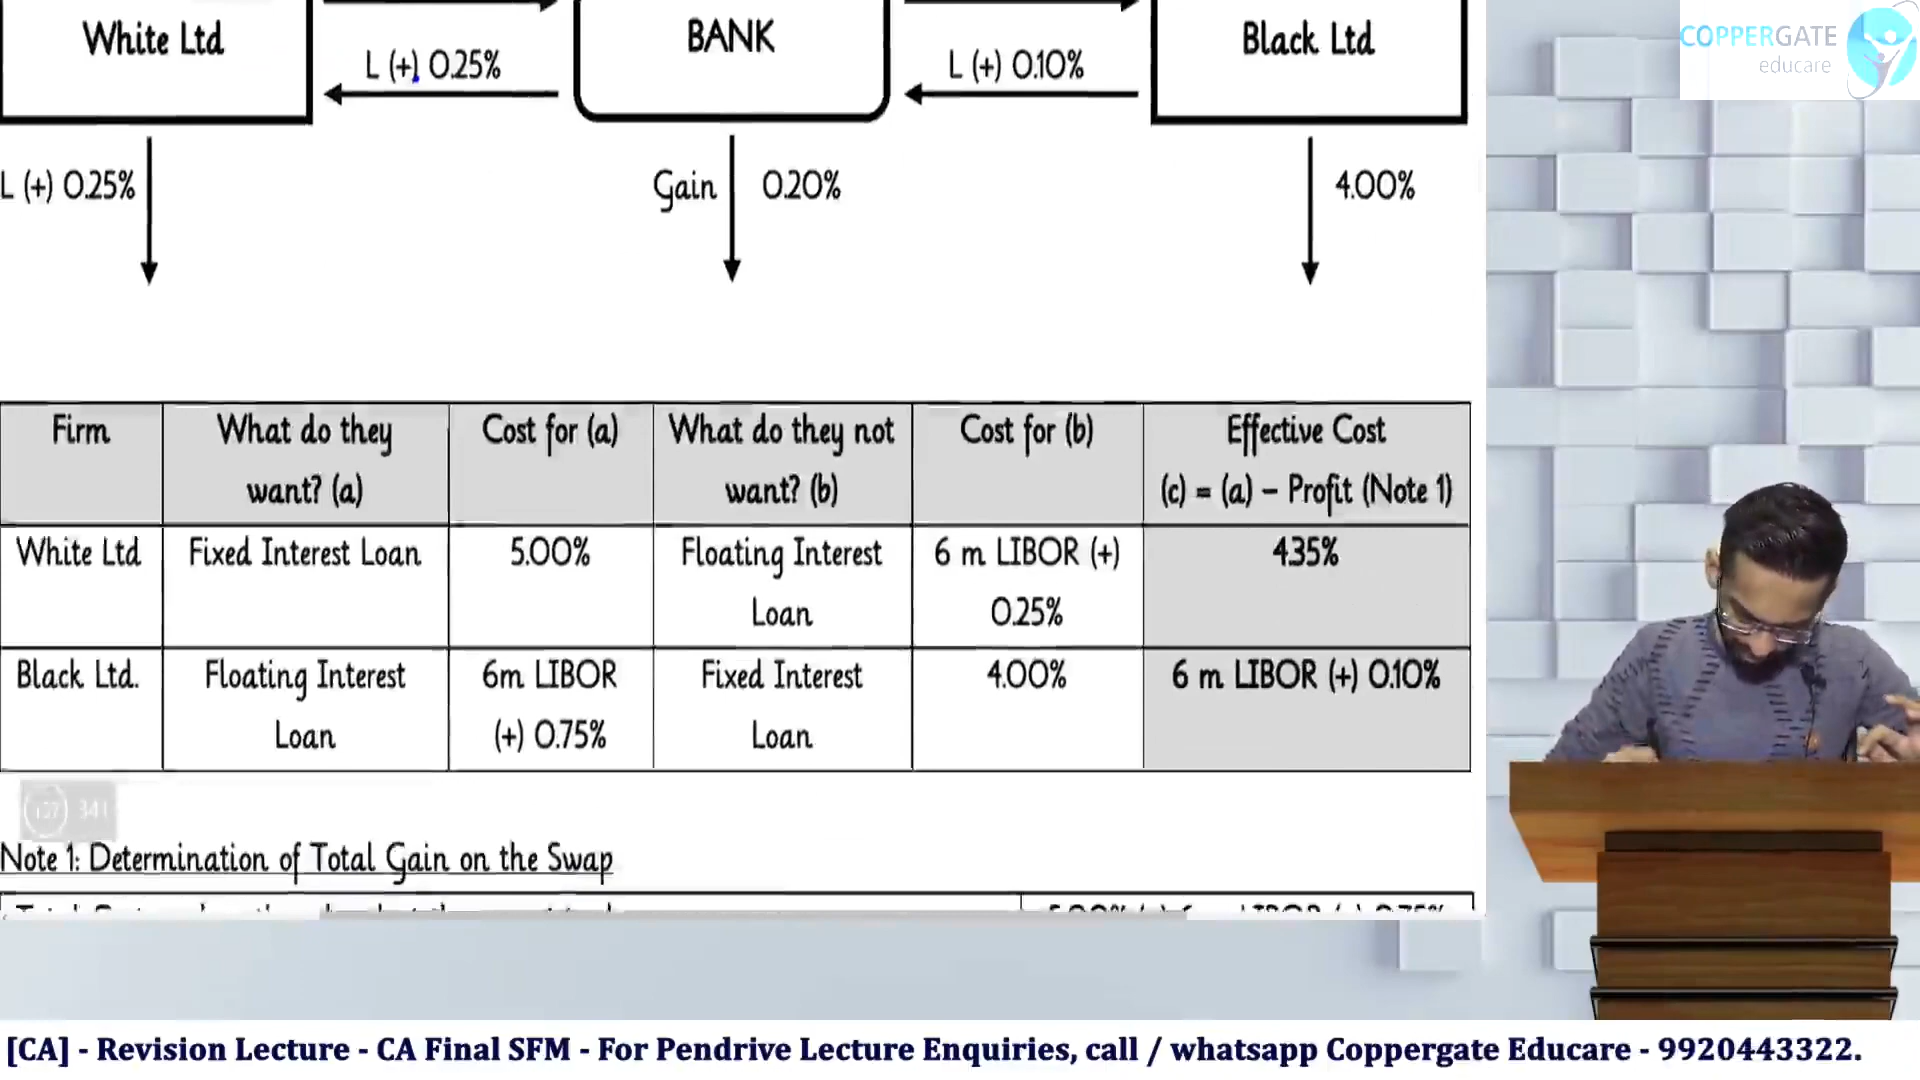 COPPERGATE
educare
White Ltd
BANK
Black Ltd
L (+) 0.25%
L (+) 0.10%
L (+) 0.25%
Gain 0.20%
4.00%
Firm
What do they want? (a)
Cost for (a)
What do they not want? (b)
Cost for (b)
Effective Cost
(c) = (a) – Profit (Note 1)
White Ltd
Fixed Interest Loan
5.00%
Floating Interest
Loan
6 m LIBOR (+)
0.25%
4.35%
Black Ltd.
Floating Interest
Loan
6m LIBOR
(+) 0.75%
Fixed Interest
Loan
4.00%
6 m LIBOR (+) 0.10%
157 341
Note 1: Determination of Total Gain on the Swap
[CA] - Revision Lecture - CA Final SFM - For Pendrive Lecture Enquiries, call / whatsapp Coppergate Educare - 9920443322.